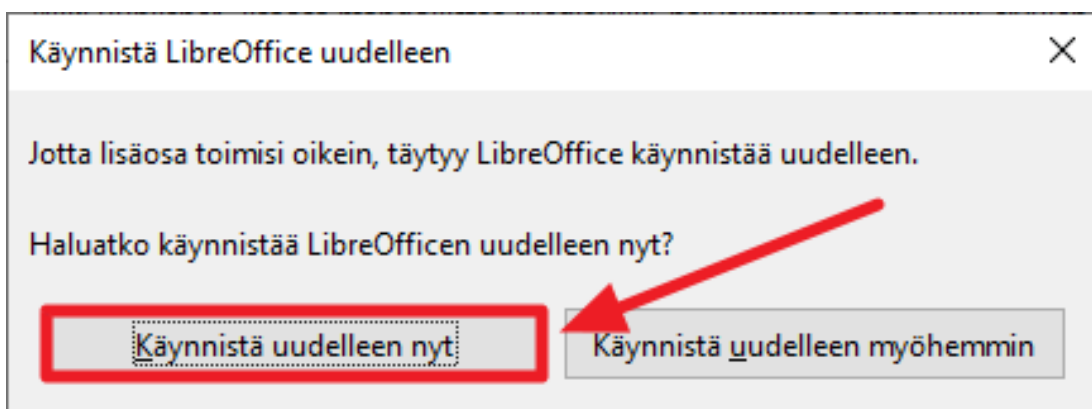 Käynnistä LibreOffice uudelleen
Jotta lisäosa toimisi oikein, täytyy LibreOffice käynnistää uudelleen.
Haluatko käynnistää LibreOfficen uudelleen nyt?
Käynnistä uudelleen nyt
Käynnistä uudelleen myöhemmin